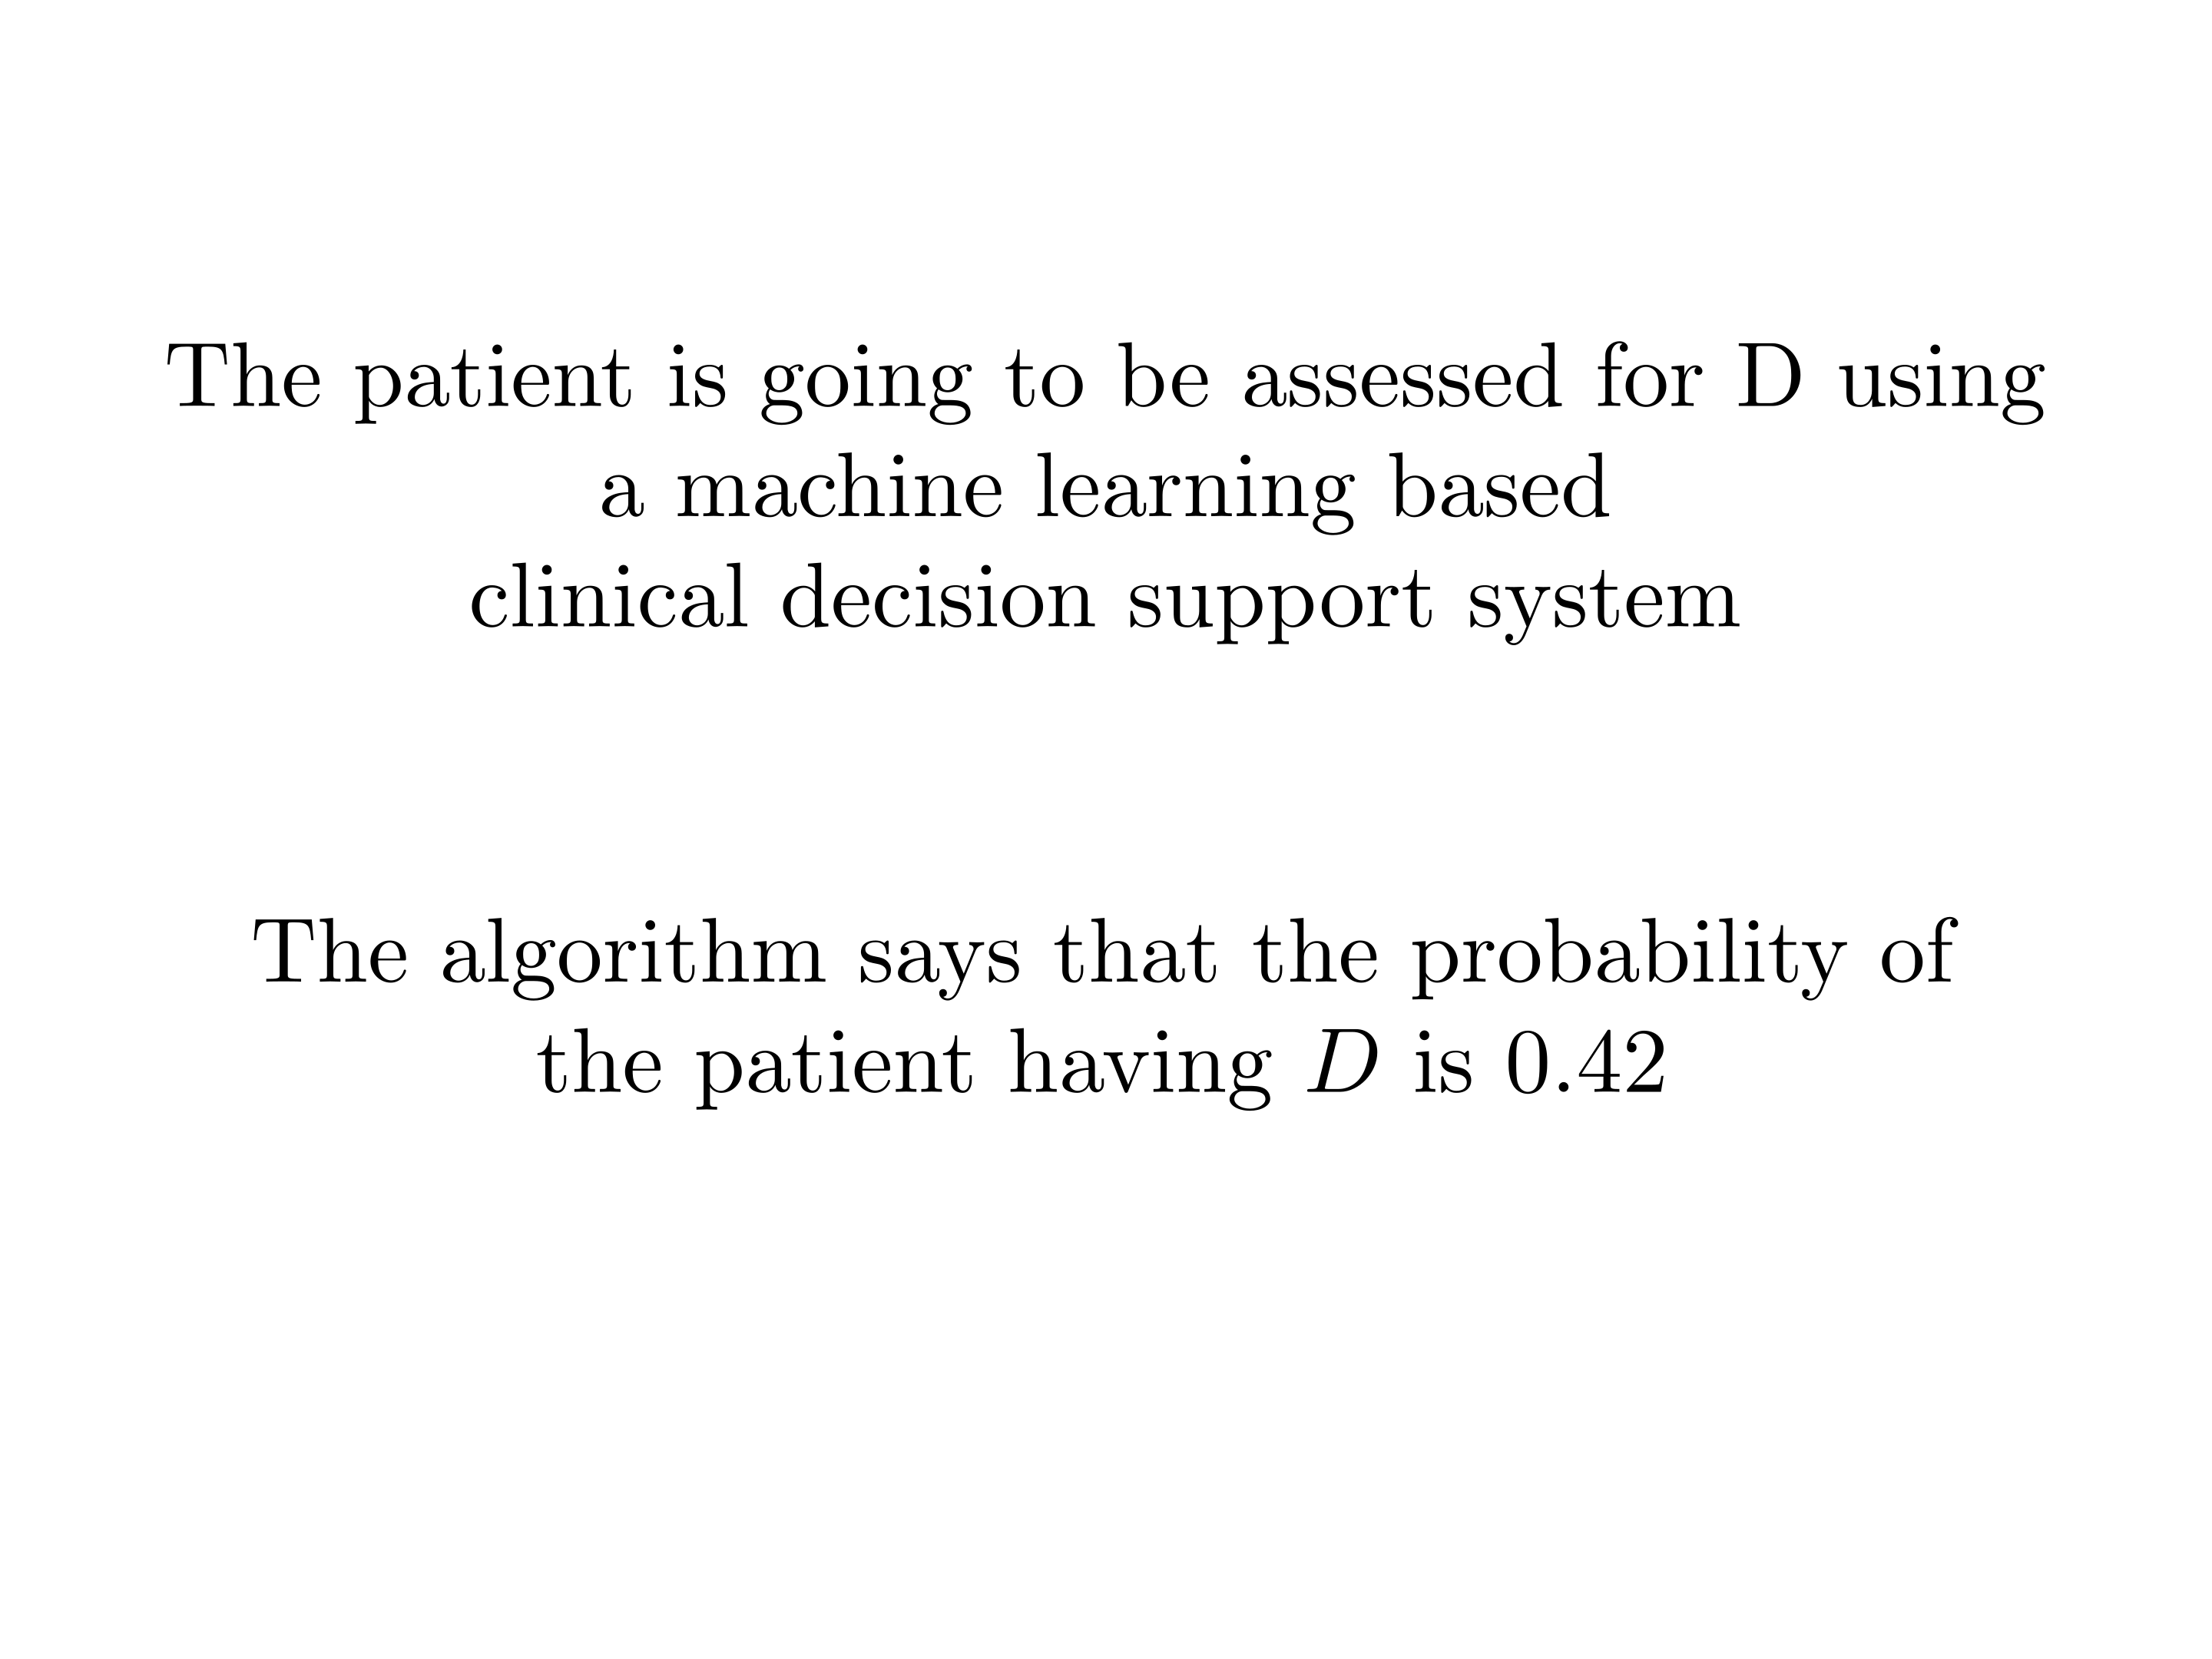 The patient is going to be assessed for D using
a machine learning based
clinical decision support system
The algorithm says that the probability of
the patient having D is 0.42